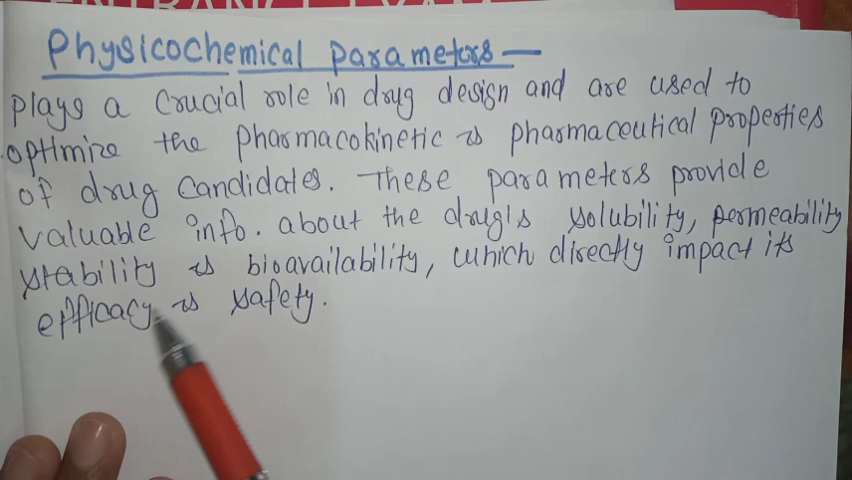 ENTRANCE EXAM
Physicochemical parameters —
plays a crucial role in drug design and are used to
optimize the pharmacokinetic & pharmaceutical properties
of drug candidates. These parameters provide
valuable info. about the drug's solubility, permeability
stability & bioavailability, which directly impact its
efficacy & safety.